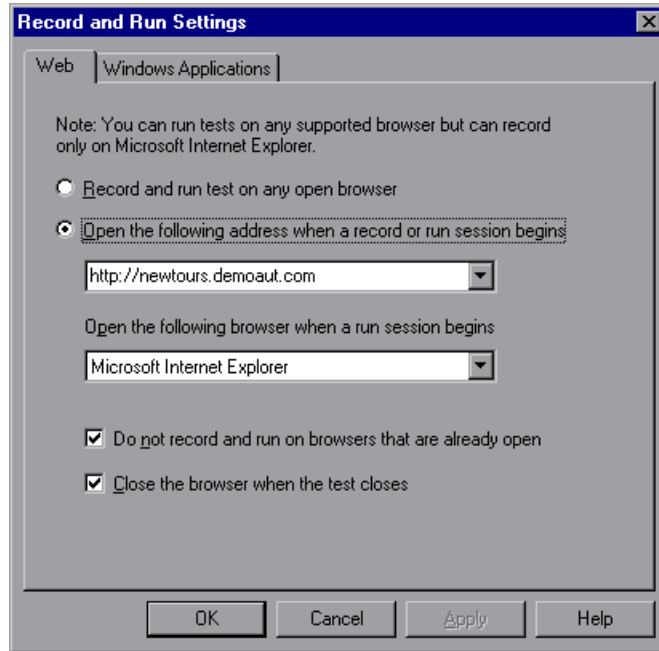 Record and Run Settings
Web
Windows Applications
Note: You can run tests on any supported browser but can record
only on Microsoft Internet Explorer.
Record and run test on any open browser
Open the following address when a record or run session begins
http://newtours.demoaut.com
Open the following browser when a run session begins
Microsoft Internet Explorer
Do not record and run on browsers that are already open
Close the browser when the test closes
OK
Cancel
Apply
Help